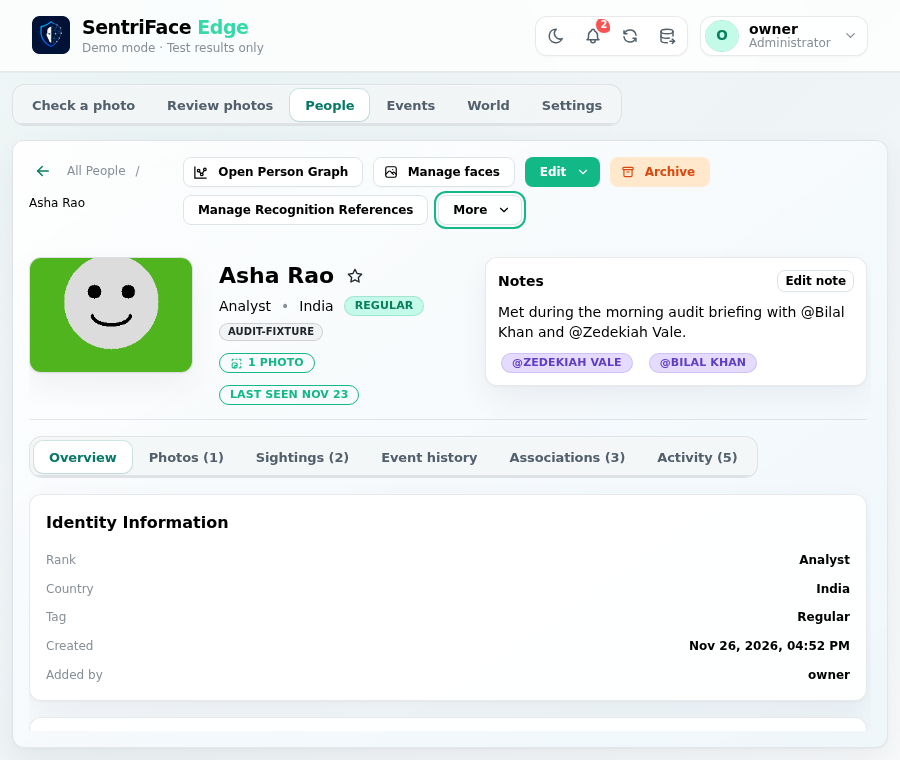 SentriFace Edge
Demo mode · Test results only
2
O
owner
Administrator
Check a photo
Review photos
People
Events
World
Settings
All People /
Asha Rao
Open Person Graph
Manage faces
Edit
Archive
Manage Recognition References
More
Asha Rao
Analyst • India REGULAR
AUDIT-FIXTURE
1 PHOTO
LAST SEEN NOV 23
Notes
Edit note
Met during the morning audit briefing with @Bilal
Khan and @Zedekiah Vale.
@ZEDEKIAH VALE
@BILAL KHAN
Overview
Photos (1)
Sightings (2)
Event history
Associations (3)
Activity (5)
Identity Information
Rank Analyst
Country India
Tag Regular
Created Nov 26, 2026, 04:52 PM
Added by owner